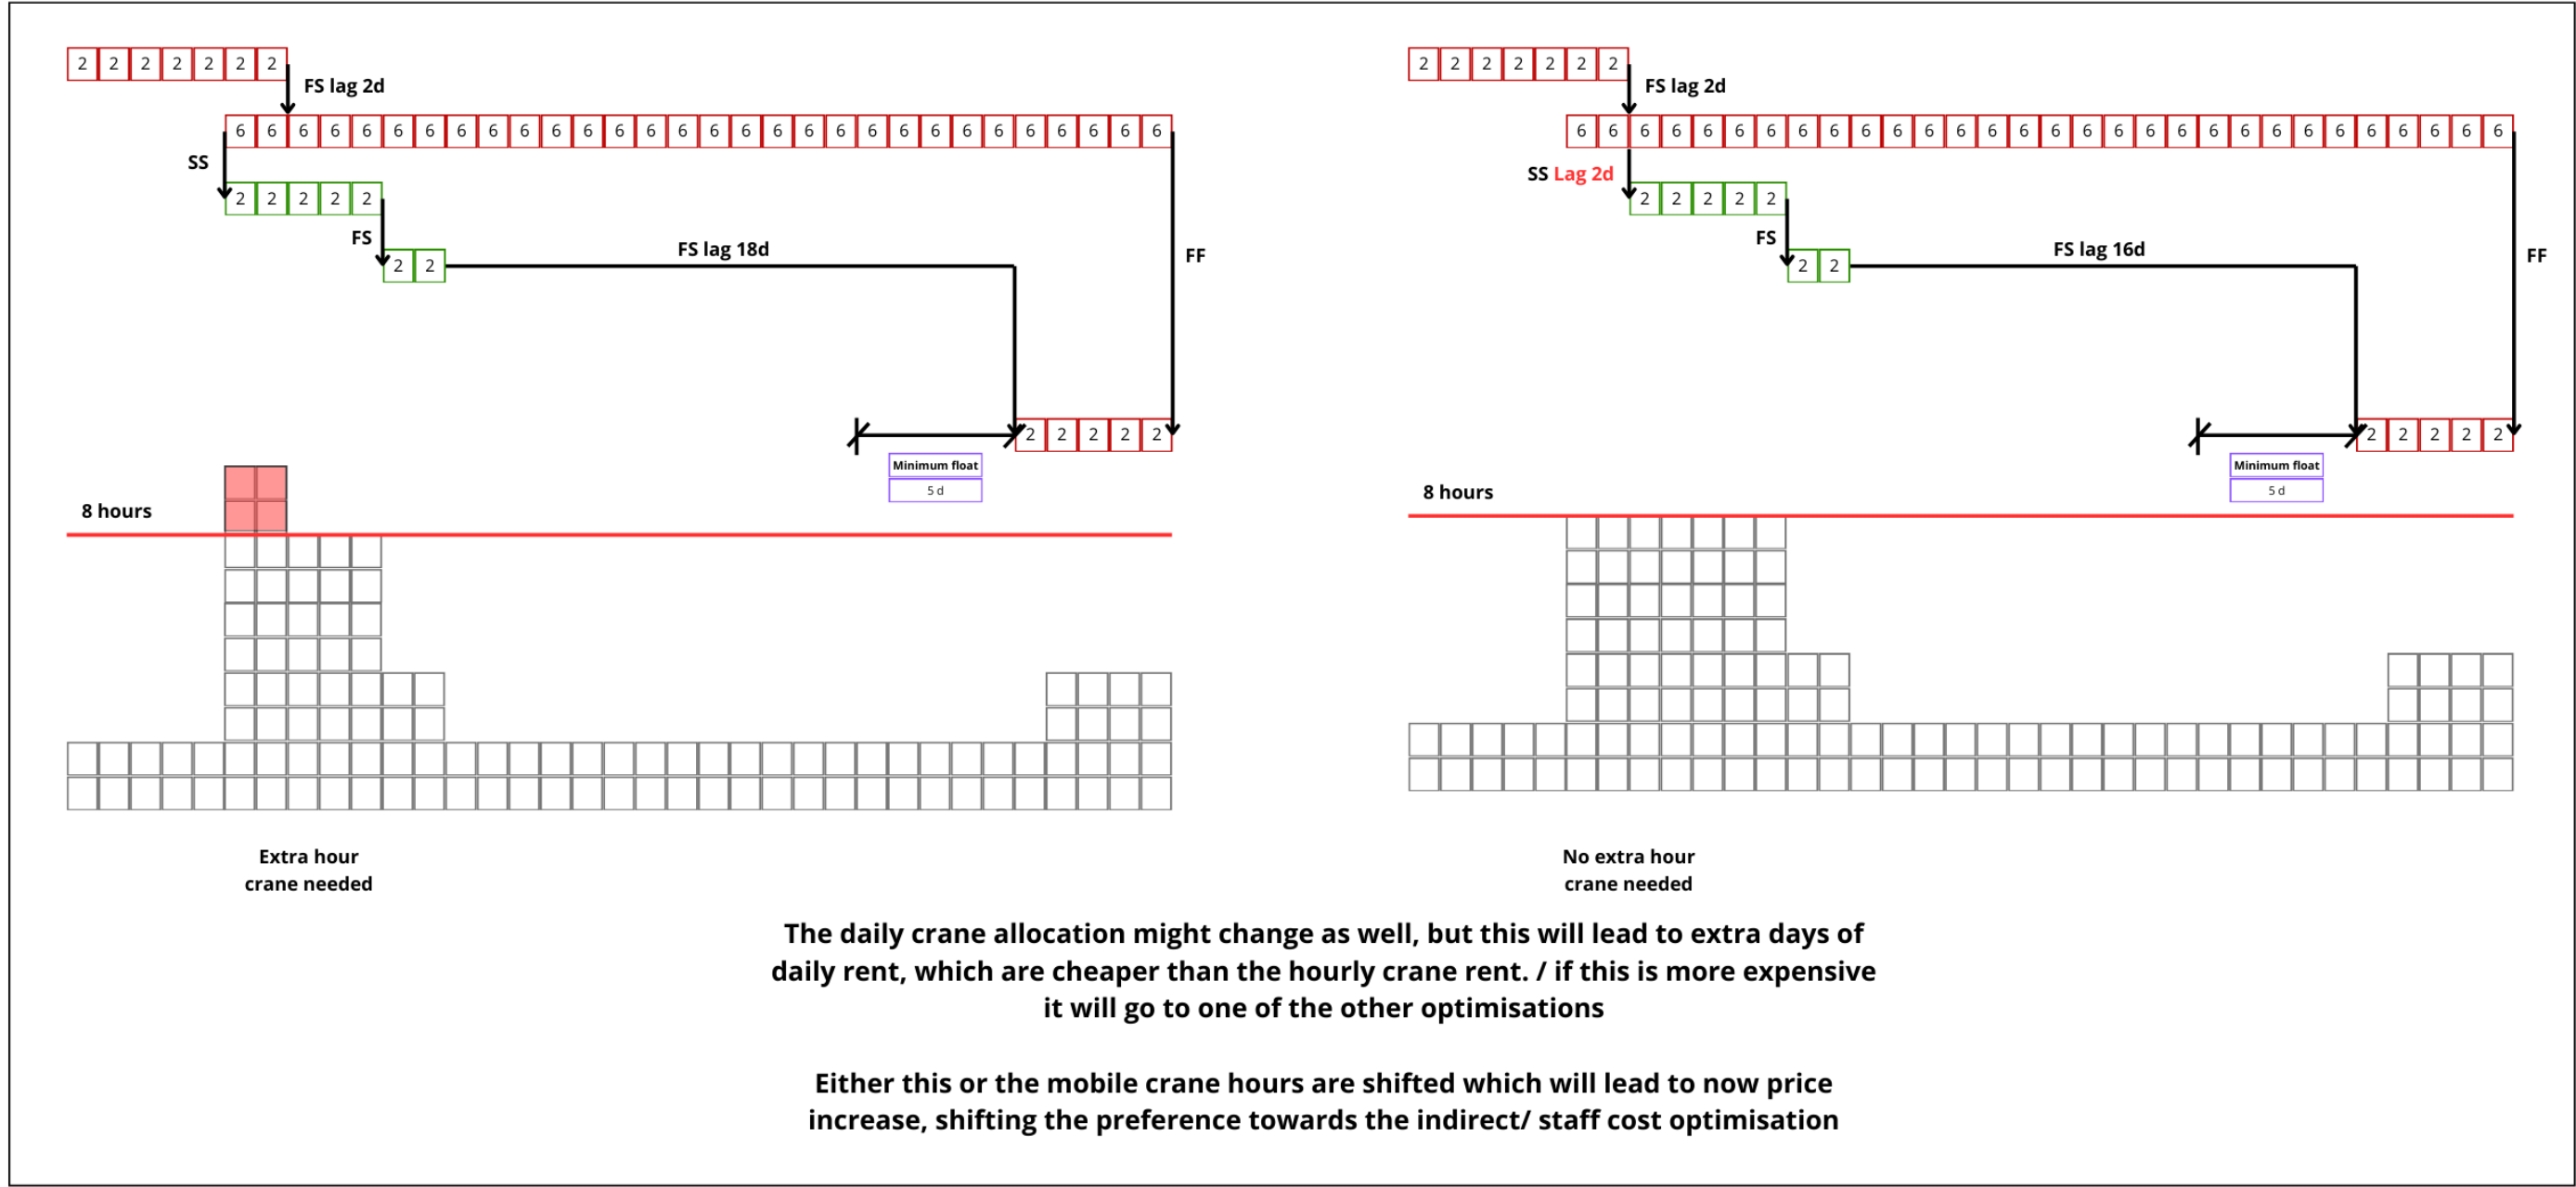 2 2 2 2 2 2 2
FS lag 2d
6 6 6 6 6 6 6 6 6 6 6 6 6 6 6 6 6 6 6 6 6 6 6 6 6 6 6 6 6 6
SS
2 2 2 2 2
FS
2 2
FS lag 18d
FF
2 2 2 2 2
Minimum float
5 d
8 hours
Extra hour
crane needed
2 2 2 2 2 2 2
FS lag 2d
6 6 6 6 6 6 6 6 6 6 6 6 6 6 6 6 6 6 6 6 6 6 6 6 6 6 6 6 6 6
SS Lag 2d
2 2 2 2 2
FS
2 2
FS lag 16d
FF
2 2 2 2 2
Minimum float
5 d
8 hours
No extra hour
crane needed
The daily crane allocation might change as well, but this will lead to extra days of
daily rent, which are cheaper than the hourly crane rent. / if this is more expensive
it will go to one of the other optimisations
Either this or the mobile crane hours are shifted which will lead to now price
increase, shifting the preference towards the indirect/ staff cost optimisation